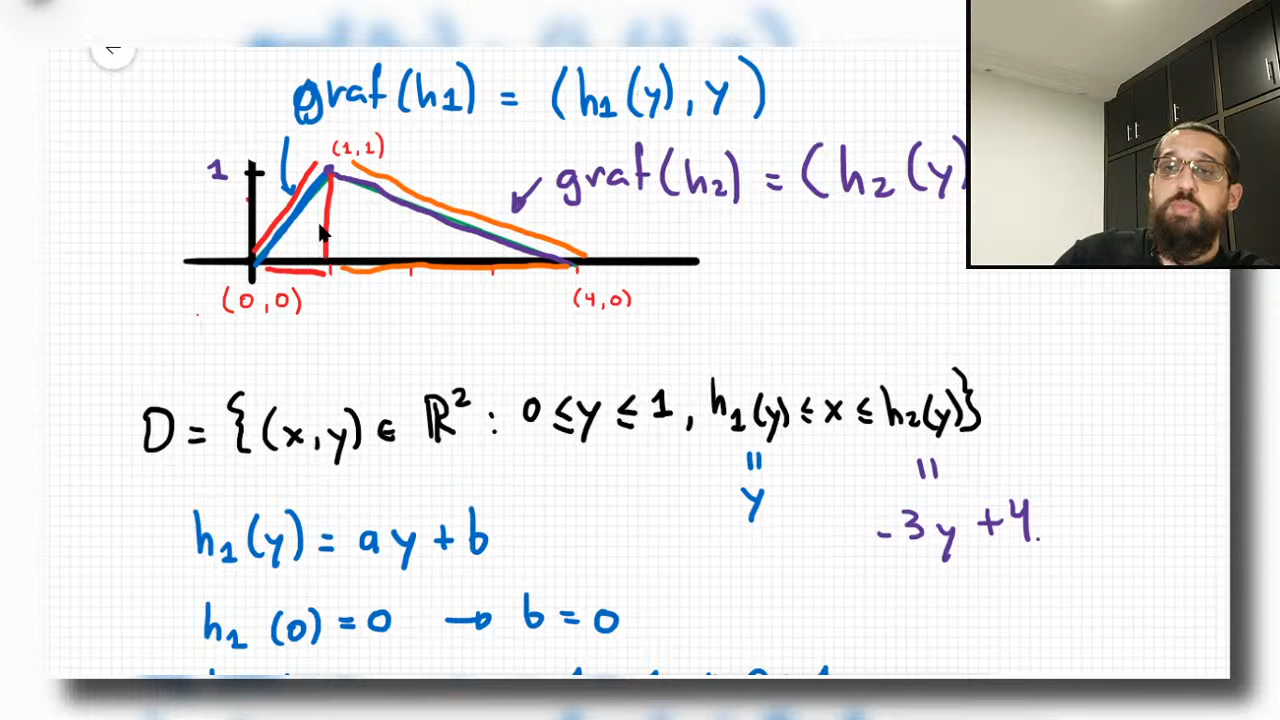 graf(h1) = (h1(y), y)
(1,1)
1
graf(h2) = (h2(y)
(0,0)
(4,0)
D = {(x,y) ∈ ℝ² : 0 ≤ y ≤ 1, h1(y) ≤ x ≤ h2(y)}
=
=
y
-3y + 4.
h1(y) = ay + b
h1(0) = 0 → b = 0